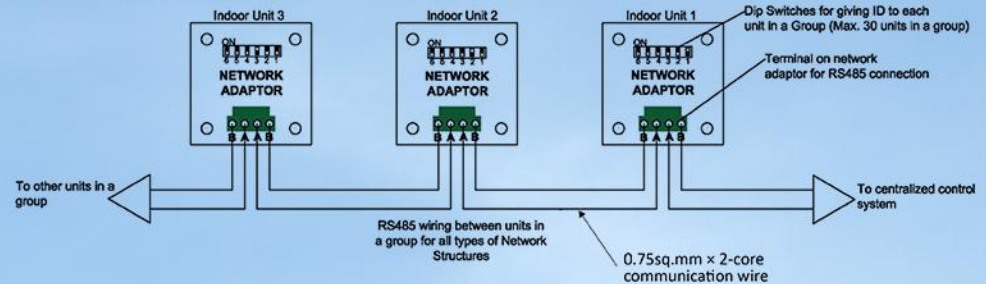 Indoor Unit 3
Indoor Unit 2
Indoor Unit 1
Dip Switches for giving ID to each
unit in a Group (Max. 30 units in a group)
ON
6 5 4 3 2 1
NETWORK
ADAPTOR
B A A B
ON
6 5 4 3 2 1
NETWORK
ADAPTOR
B A A B
ON
6 5 4 3 2 1
NETWORK
ADAPTOR
B A A B
Terminal on network
adaptor for RS485 connection
To other units in a
group
RS485 wiring between units in
a group for all types of Network
Structures
To centralized control
system
0.75sq.mm × 2-core
communication wire